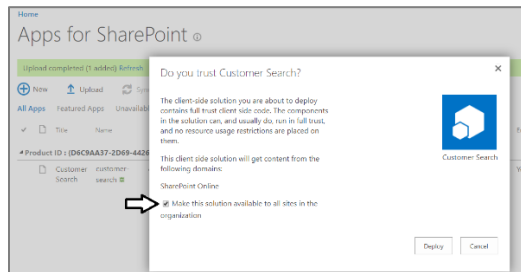 Home
Apps for SharePoint
Upload completed (1 added) Refresh
Do you trust Customer Search?
New Upload Sync
The client-side solution you are about to deploy
contains full trust client side code. The components
in the solution can, and usually do, run in full trust,
and no resource usage restrictions are placed on
them.
All Apps Featured Apps Unavailabl
Title Name
This client side solution will get content from the
following domains:
Customer Search
Product ID : {D6C9AA37-2D69-4426
SharePoint Online
Customer Search
customer-search
Make this solution available to all sites in the
organization
Deploy Cancel